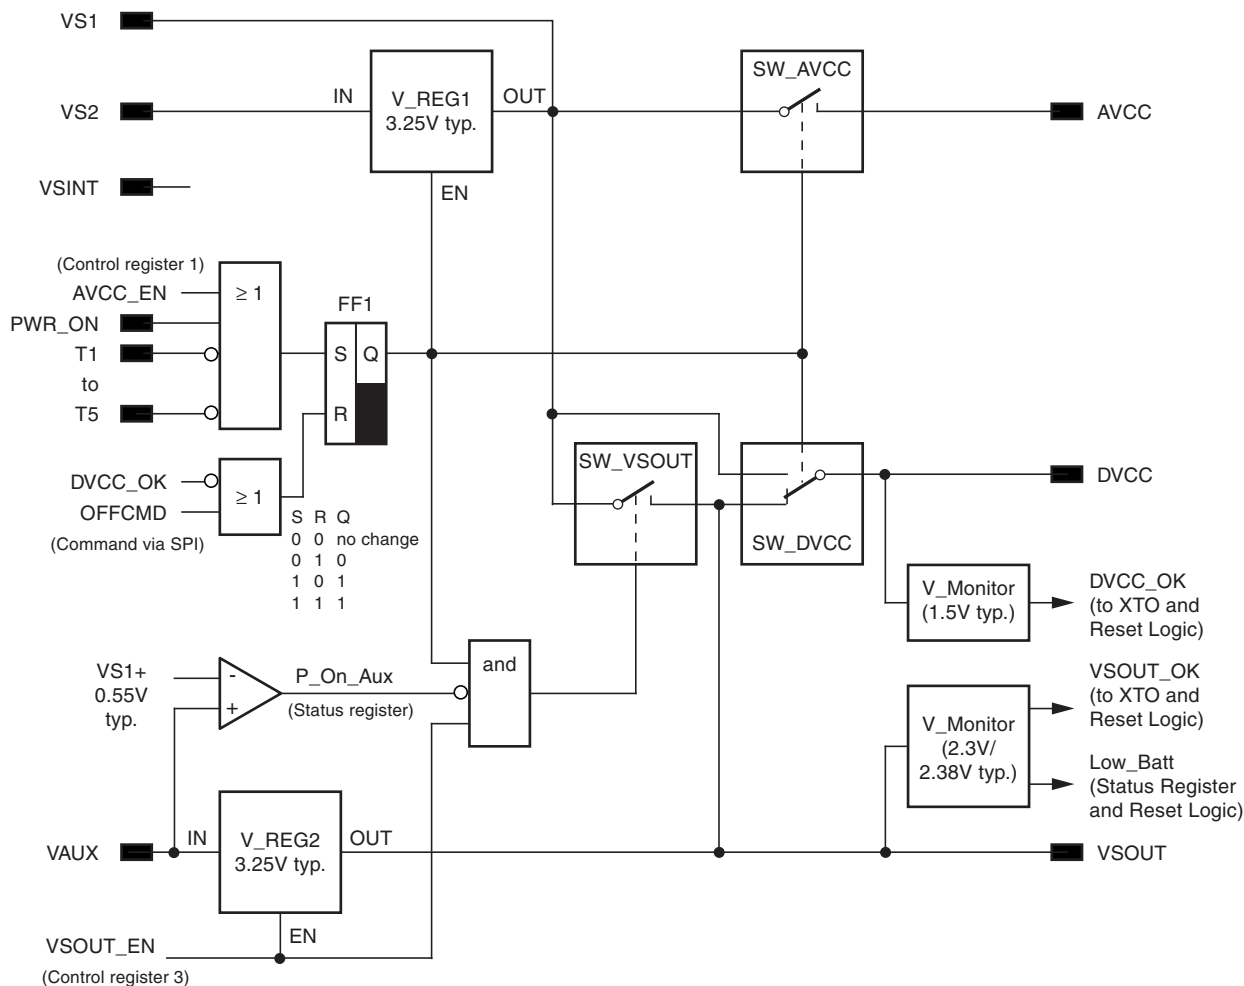 VS1
SW_AVCC
VS2
IN
V_REG1
3.25V typ.
OUT
AVCC
VSINT
EN
(Control register 1)
AVCC_EN
≥ 1
PWR_ON
FF1
T1
to
T5
S
Q
R
DVCC_OK
OFFCMD
≥ 1
(Command via SPI)
S R Q
0 0 no change
0 1 0
1 0 1
1 1 1
SW_VSOUT
SW_DVCC
DVCC
V_Monitor
(1.5V typ.)
DVCC_OK
(to XTO and
Reset Logic)
VS1+
0.55V
typ.
-
+
P_On_Aux
(Status register)
and
V_Monitor
(2.3V/
2.38V typ.)
VSOUT_OK
(to XTO and
Reset Logic)
Low_Batt
(Status Register
and Reset Logic)
VAUX
IN
V_REG2
3.25V typ.
OUT
VSOUT
EN
VSOUT_EN
(Control register 3)